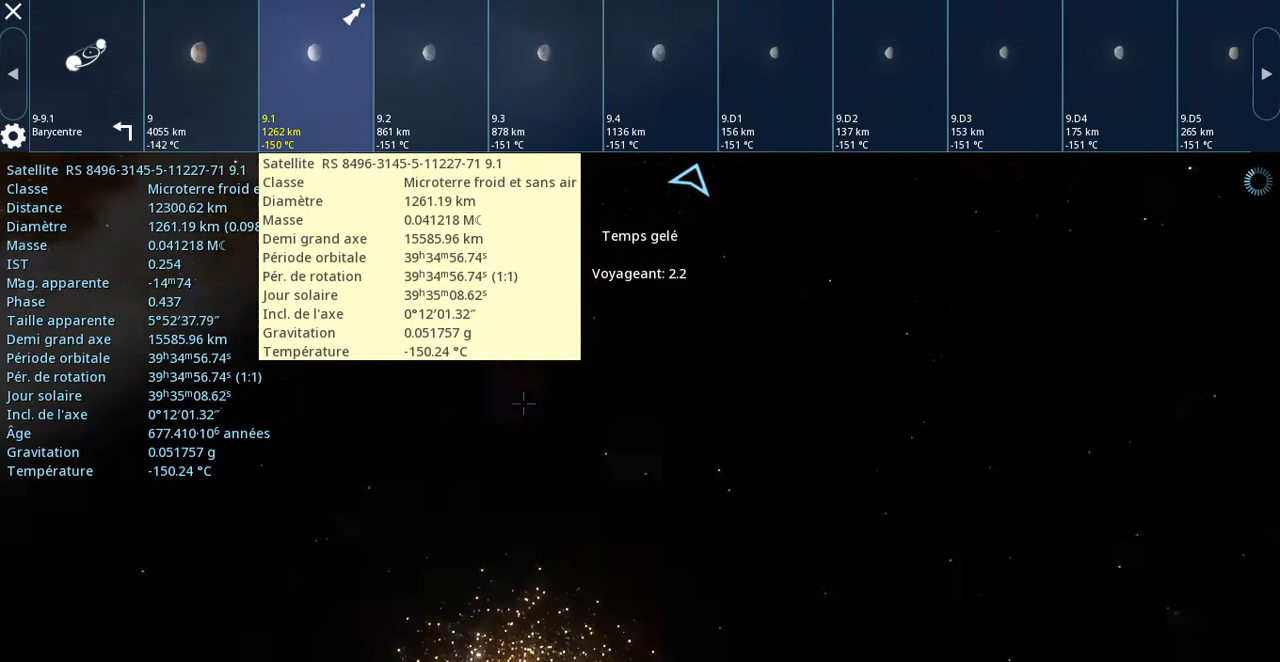 9-9.1
Barycentre
9
4055 km
-142 °C
9.1
1262 km
-150 °C
9.2
861 km
-151 °C
9.3
878 km
-151 °C
9.4
1136 km
-151 °C
9.D1
156 km
-151 °C
9.D2
137 km
-151 °C
9.D3
153 km
-151 °C
9.D4
175 km
-151 °C
9.D5
265 km
-151 °C
Satellite RS 8496-3145-5-11227-71 9.1
Classe Microterre froid e
Distance 12300.62 km
Diamètre 1261.19 km (0.098
Masse 0.041218 M☾
IST 0.254
Mag. apparente -14ᵐ74
Phase 0.437
Taille apparente 5°52′37.79″
Demi grand axe 15585.96 km
Période orbitale 39ʰ34ᵐ56.74ˢ
Pér. de rotation 39ʰ34ᵐ56.74ˢ (1:1)
Jour solaire 39ʰ35ᵐ08.62ˢ
Incl. de l'axe 0°12′01.32″
Âge 677.410·10⁶ années
Gravitation 0.051757 g
Température -150.24 °C
Satellite RS 8496-3145-5-11227-71 9.1
Classe Microterre froid et sans air
Diamètre 1261.19 km
Masse 0.041218 M☾
Demi grand axe 15585.96 km
Période orbitale 39ʰ34ᵐ56.74ˢ
Pér. de rotation 39ʰ34ᵐ56.74ˢ (1:1)
Jour solaire 39ʰ35ᵐ08.62ˢ
Incl. de l'axe 0°12′01.32″
Gravitation 0.051757 g
Température -150.24 °C
Temps gelé
Voyageant: 2.2